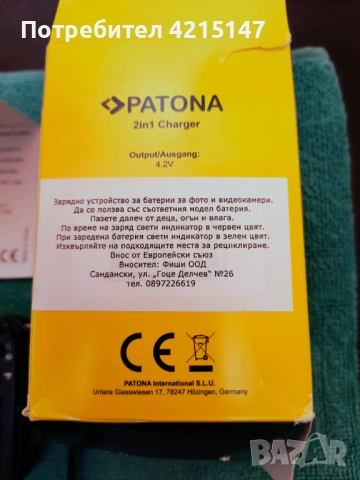 Потребител 4215147
PATONA
2in1 Charger
Output/Ausgang:
4.2V
Зарядно устройство за батерии за фото и видеокамери.
Да се ползва със съответния модел батерия.
Пазете далеч от деца, огън и влага.
По време на заряд свети индикатор в червен цвят.
При заредена батерия свети индикатор в зелен цвят.
Изхвърляйте на подходящите места за рециклиране.
Внос от Европейски съюз
Вносител: Фиши ООД
Сандански, ул. „Гоце Делчев" №26
тел. 0897226619
CE
PATONA International S.L.U.
Untere Giesswiesen 17, 78247 Hilzingen, Germany
BAZAR